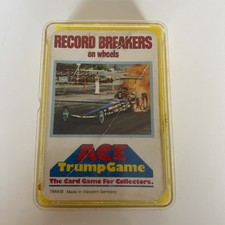 RECORD BREAKERS
on wheels
ACE
Trump Game
The Card Game For Collectors.
Made in Western Germany